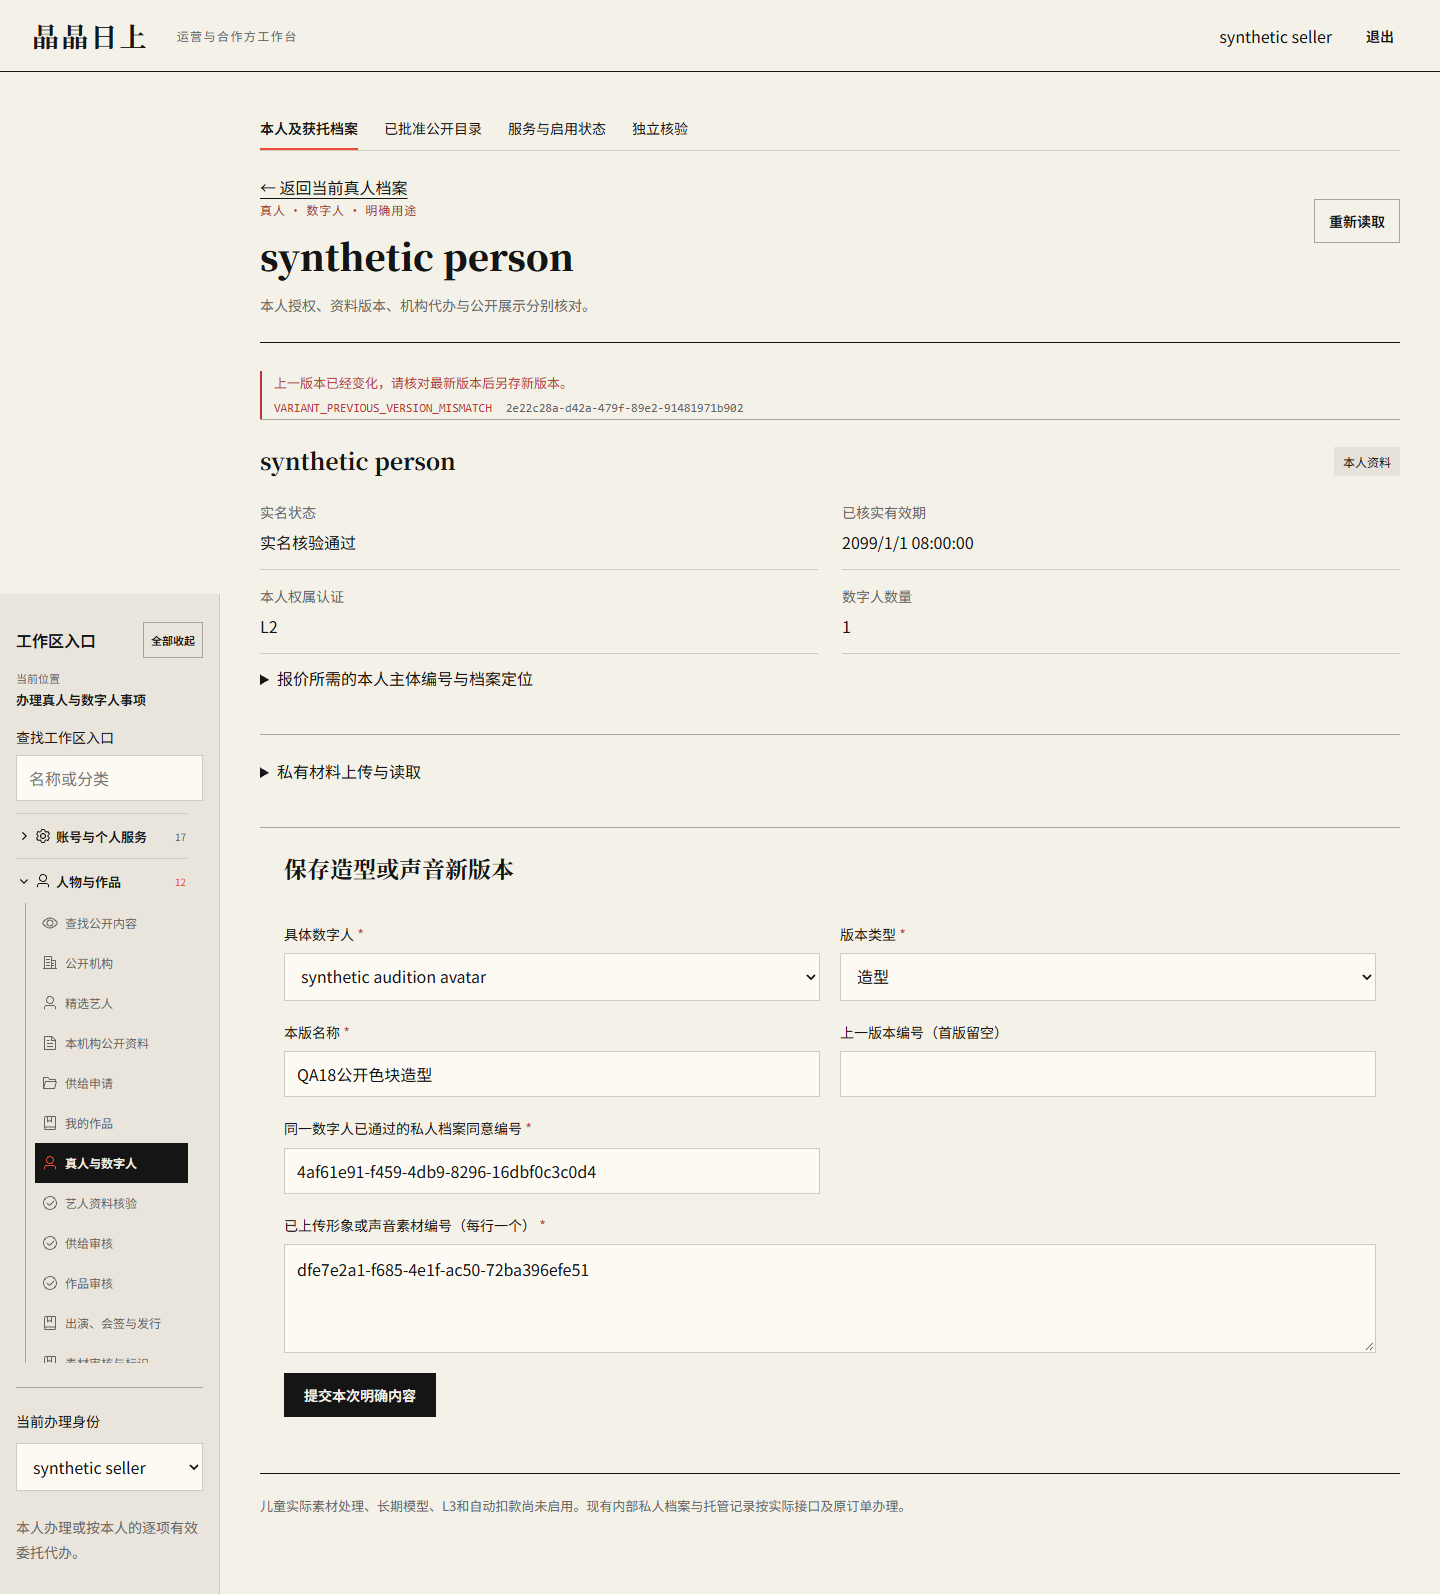 晶晶日上
运营与合作方工作台
synthetic seller
退出
本人及获托档案
已批准公开目录
服务与启用状态
独立核验
← 返回当前真人档案
真人 · 数字人 · 明确用途
重新读取
synthetic person
本人授权、资料版本、机构代办与公开展示分别核对。
上一版本已经变化，请核对最新版本后另存新版本。
VARIANT_PREVIOUS_VERSION_MISMATCH 2e22c28a-d42a-479f-89e2-91481971b902
synthetic person
本人资料
实名状态
实名核验通过
已核实有效期
2099/1/1 08:00:00
本人权属认证
L2
数字人数量
1
报价所需的本人主体编号与档案定位
私有材料上传与读取
保存造型或声音新版本
具体数字人 *
synthetic audition avatar
版本类型 *
造型
本版名称 *
QA18公开色块造型
上一版本编号（首版留空）
同一数字人已通过的私人档案同意编号 *
4af61e91-f459-4db9-8296-16dbf0c3c0d4
已上传形象或声音素材编号（每行一个） *
dfe7e2a1-f685-4e1f-ac50-72ba396efe51
提交本次明确内容
儿童实际素材处理、长期模型、L3和自动扣款尚未启用。现有内部私人档案与托管记录按实际接口及原订单办理。
工作区入口
全部收起
当前位置
办理真人与数字人事项
查找工作区入口
名称或分类
账号与个人服务 17
人物与作品 12
查找公开内容
公开机构
精选艺人
本机构公开资料
供给申请
我的作品
真人与数字人
艺人资料核验
供给审核
作品审核
出演、会签与发行
素材审核与标识
当前办理身份
synthetic seller
本人办理或按本人的逐项有效
委托代办。